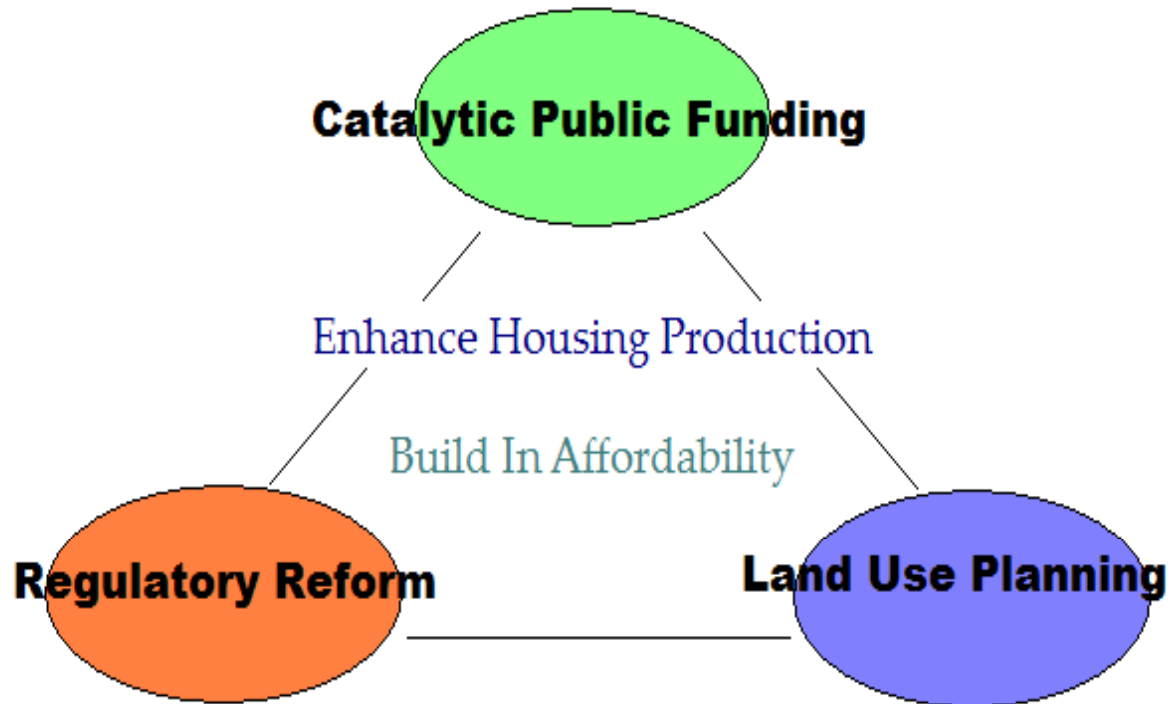 Catalytic Public Funding
Enhance Housing Production
Build In Affordability
Regulatory Reform
Land Use Planning